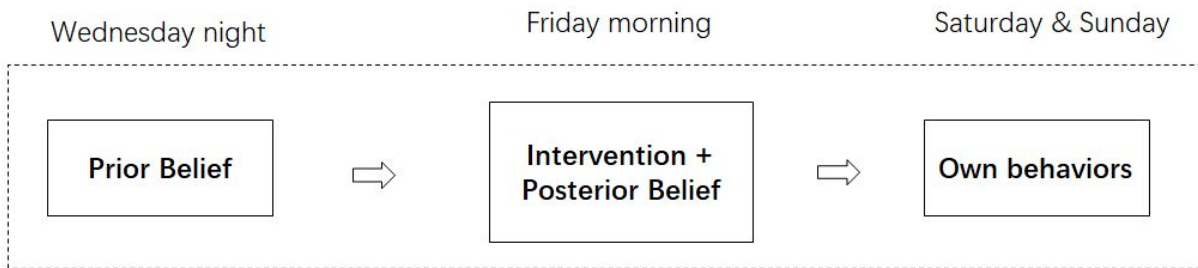 Wednesday night
Friday morning
Saturday & Sunday
Prior Belief
Intervention +
Posterior Belief
Own behaviors